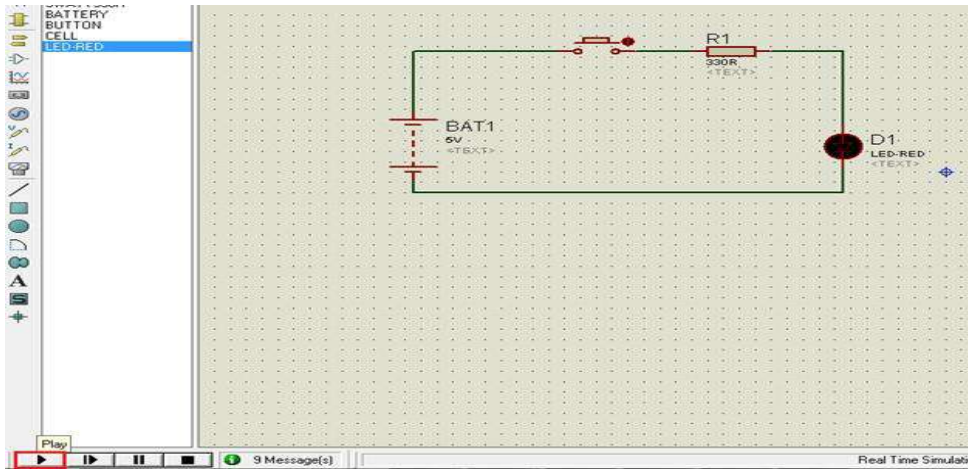 BATTERY
BUTTON
CELL
LED-RED
R1
330R
<TEXT>
BAT1
5V
<TEXT>
D1
LED-RED
<TEXT>
A
S
Play
9 Message(s)
Real Time Simulati